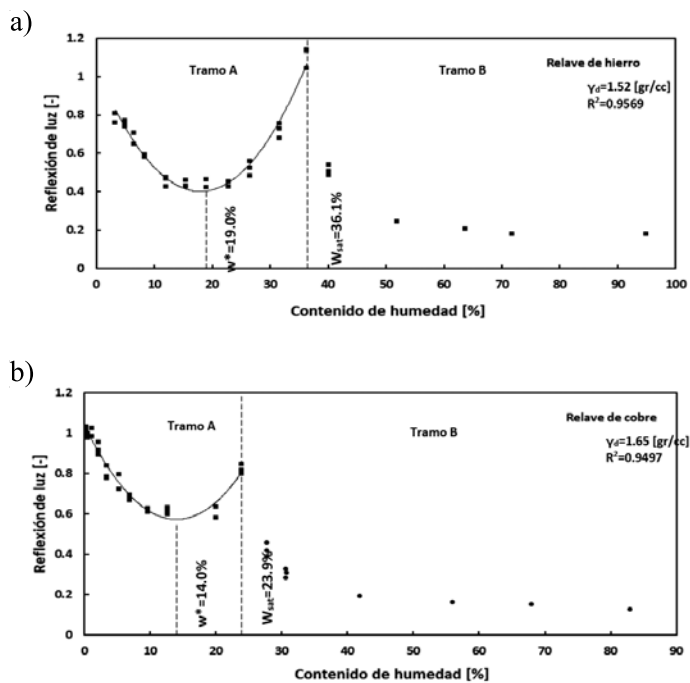 a)
1.2
1
0.8
0.6
0.4
0.2
0
Reflexión de luz [-]
Tramo A
Tramo B
Relave de hierro
γd=1.52 [gr/cc]
R²=0.9569
w*=19.0%
Wsat=36.1%
0 10 20 30 40 50 60 70 80 90 100
Contenido de humedad [%]
b)
1.2
1
0.8
0.6
0.4
0.2
0
Reflexión de luz [-]
Tramo A
Tramo B
Relave de cobre
γd=1.65 [gr/cc]
R²=0.9497
w*=14.0%
Wsat=23.9%
0 10 20 30 40 50 60 70 80 90
Contenido de humedad [%]